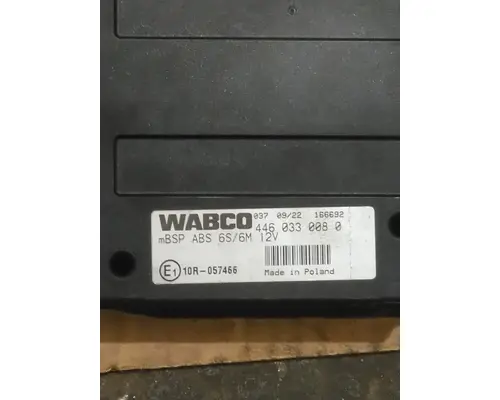 037 09/22 166692
WABCO 446 033 008 0
mBSP ABS 6S/6M 12V
E1 10R-057466
Made in Poland